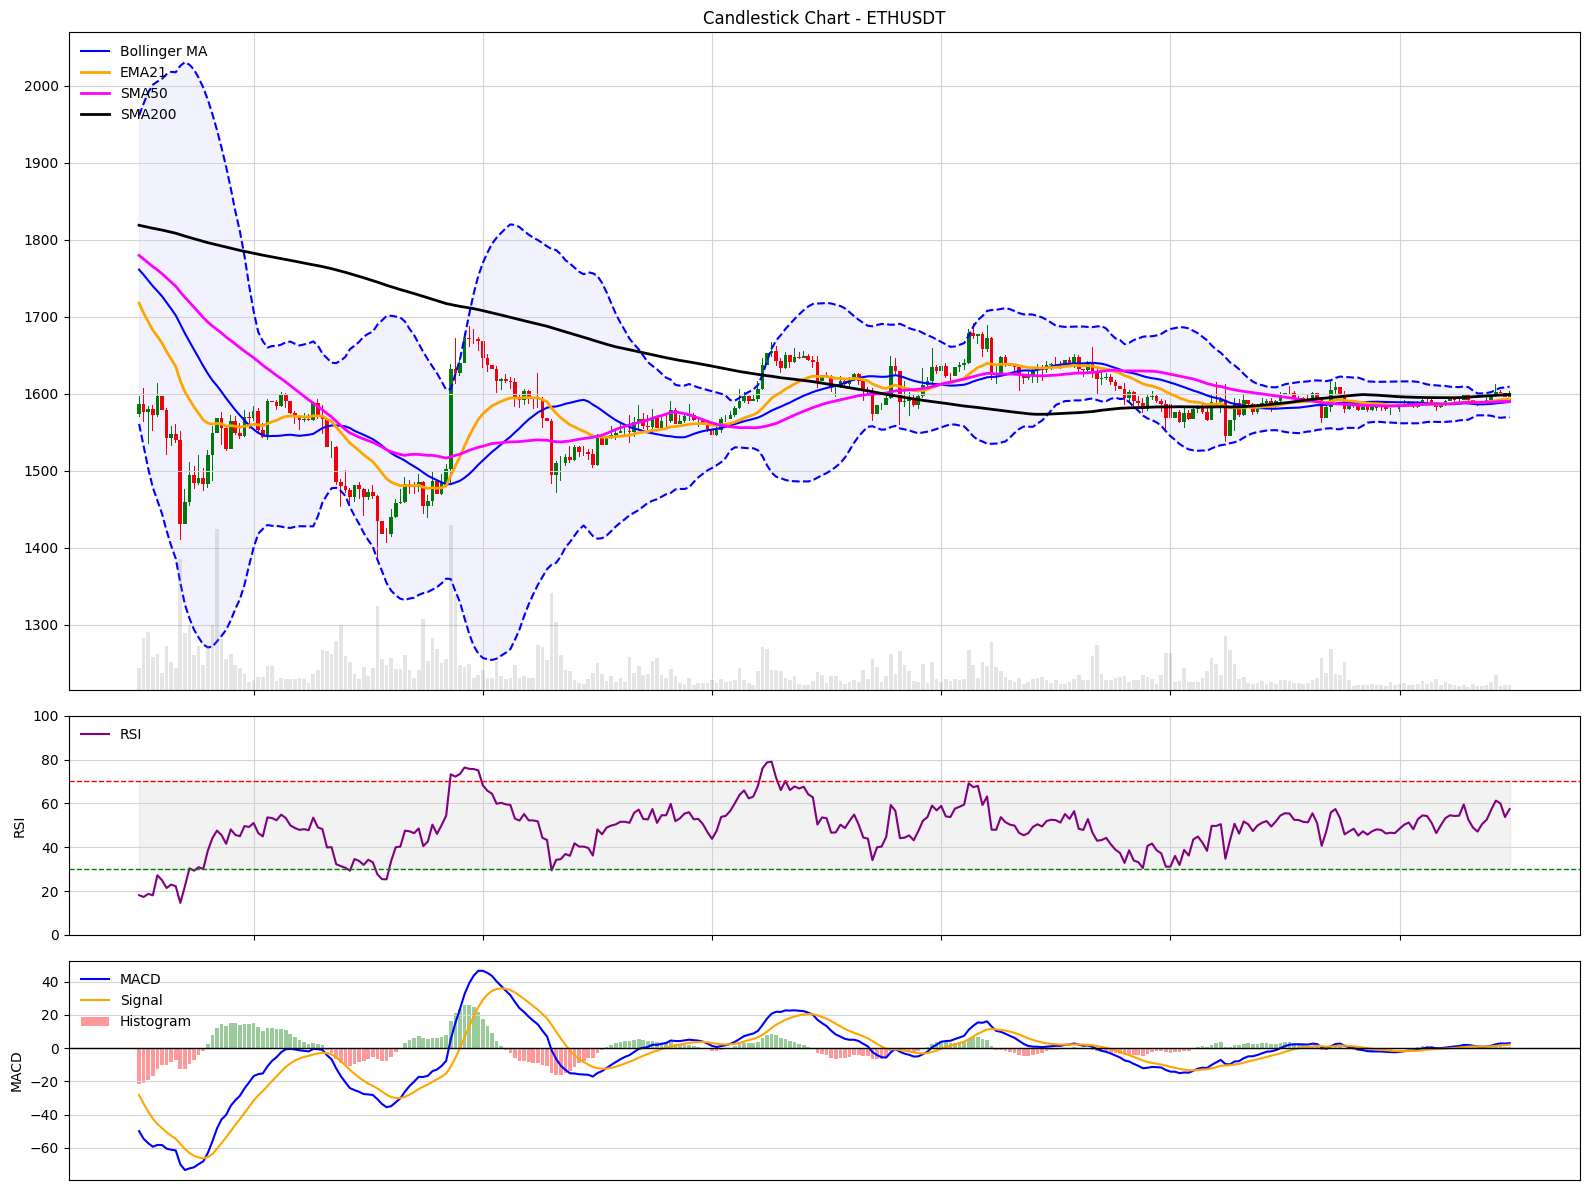 Candlestick Chart - ETHUSDT
Bollinger MA
EMA21
SMA50
SMA200
2000
1900
1800
1700
1600
1500
1400
1300
RSI
100
80
60
40
20
0
RSI
MACD
Signal
Histogram
40
20
0
−20
−40
−60
MACD